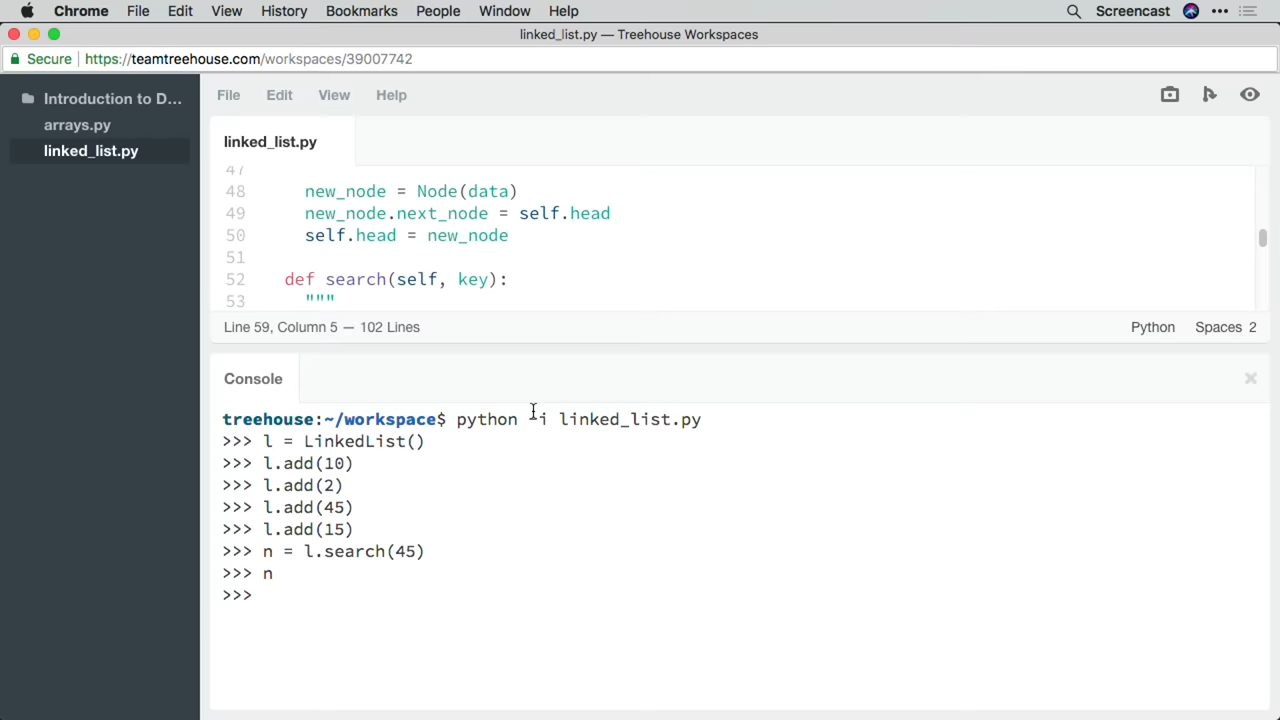 Chrome File Edit View History Bookmarks People Window Help Screencast
linked_list.py — Treehouse Workspaces
Secure https://teamtreehouse.com/workspaces/39007742
Introduction to D...
arrays.py
linked_list.py
File Edit View Help
linked_list.py
47
48 new_node = Node(data)
49 new_node.next_node = self.head
50 self.head = new_node
51
52 def search(self, key):
53 """
Line 59, Column 5 — 102 Lines Python Spaces 2
Console
treehouse:~/workspace$ python -i linked_list.py
>>> l = LinkedList()
>>> l.add(10)
>>> l.add(2)
>>> l.add(45)
>>> l.add(15)
>>> n = l.search(45)
>>> n
>>>